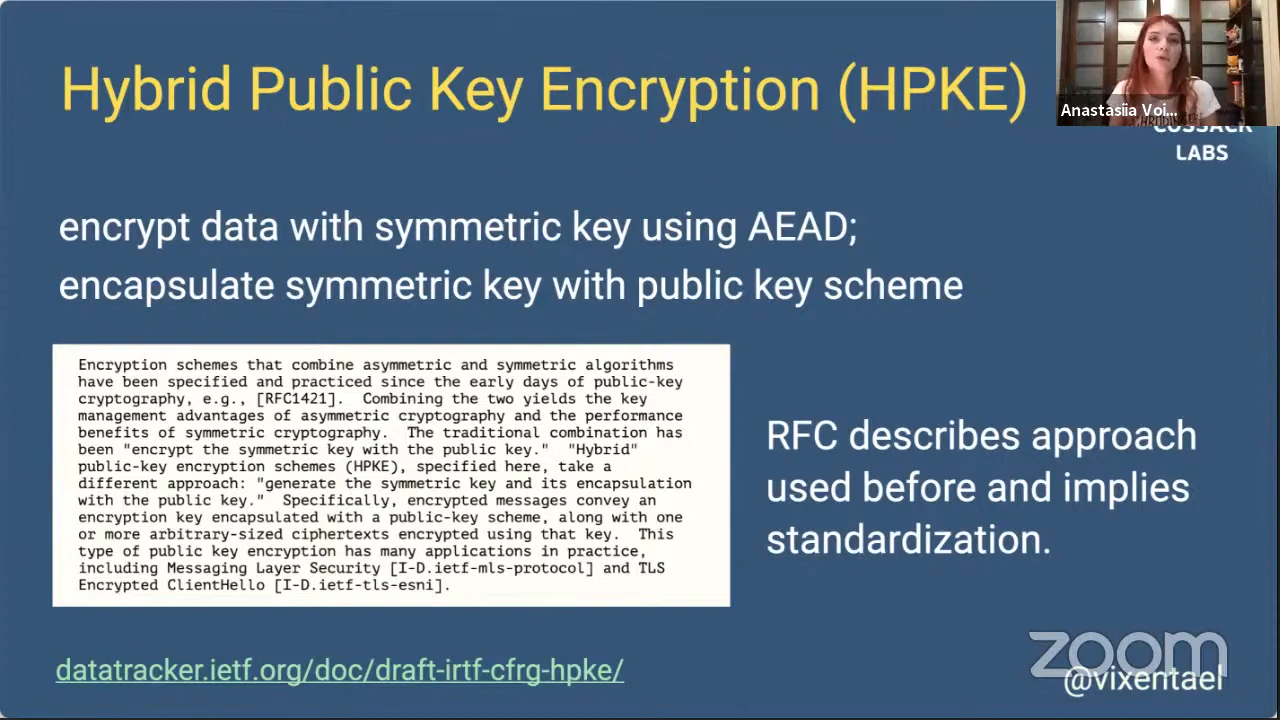 Hybrid Public Key Encryption (HPKE)
Anastasiia Voi...
COSSACK
LABS
encrypt data with symmetric key using AEAD;
encapsulate symmetric key with public key scheme
Encryption schemes that combine asymmetric and symmetric algorithms
have been specified and practiced since the early days of public-key
cryptography, e.g., [RFC1421].  Combining the two yields the key
management advantages of asymmetric cryptography and the performance
benefits of symmetric cryptography.  The traditional combination has
been "encrypt the symmetric key with the public key."  "Hybrid"
public-key encryption schemes (HPKE), specified here, take a
different approach: "generate the symmetric key and its encapsulation
with the public key."  Specifically, encrypted messages convey an
encryption key encapsulated with a public-key scheme, along with one
or more arbitrary-sized ciphertexts encrypted using that key.  This
type of public key encryption has many applications in practice,
including Messaging Layer Security [I-D.ietf-mls-protocol] and TLS
Encrypted ClientHello [I-D.ietf-tls-esni].
RFC describes approach
used before and implies
standardization.
datatracker.ietf.org/doc/draft-irtf-cfrg-hpke/
zoom
@vixentael